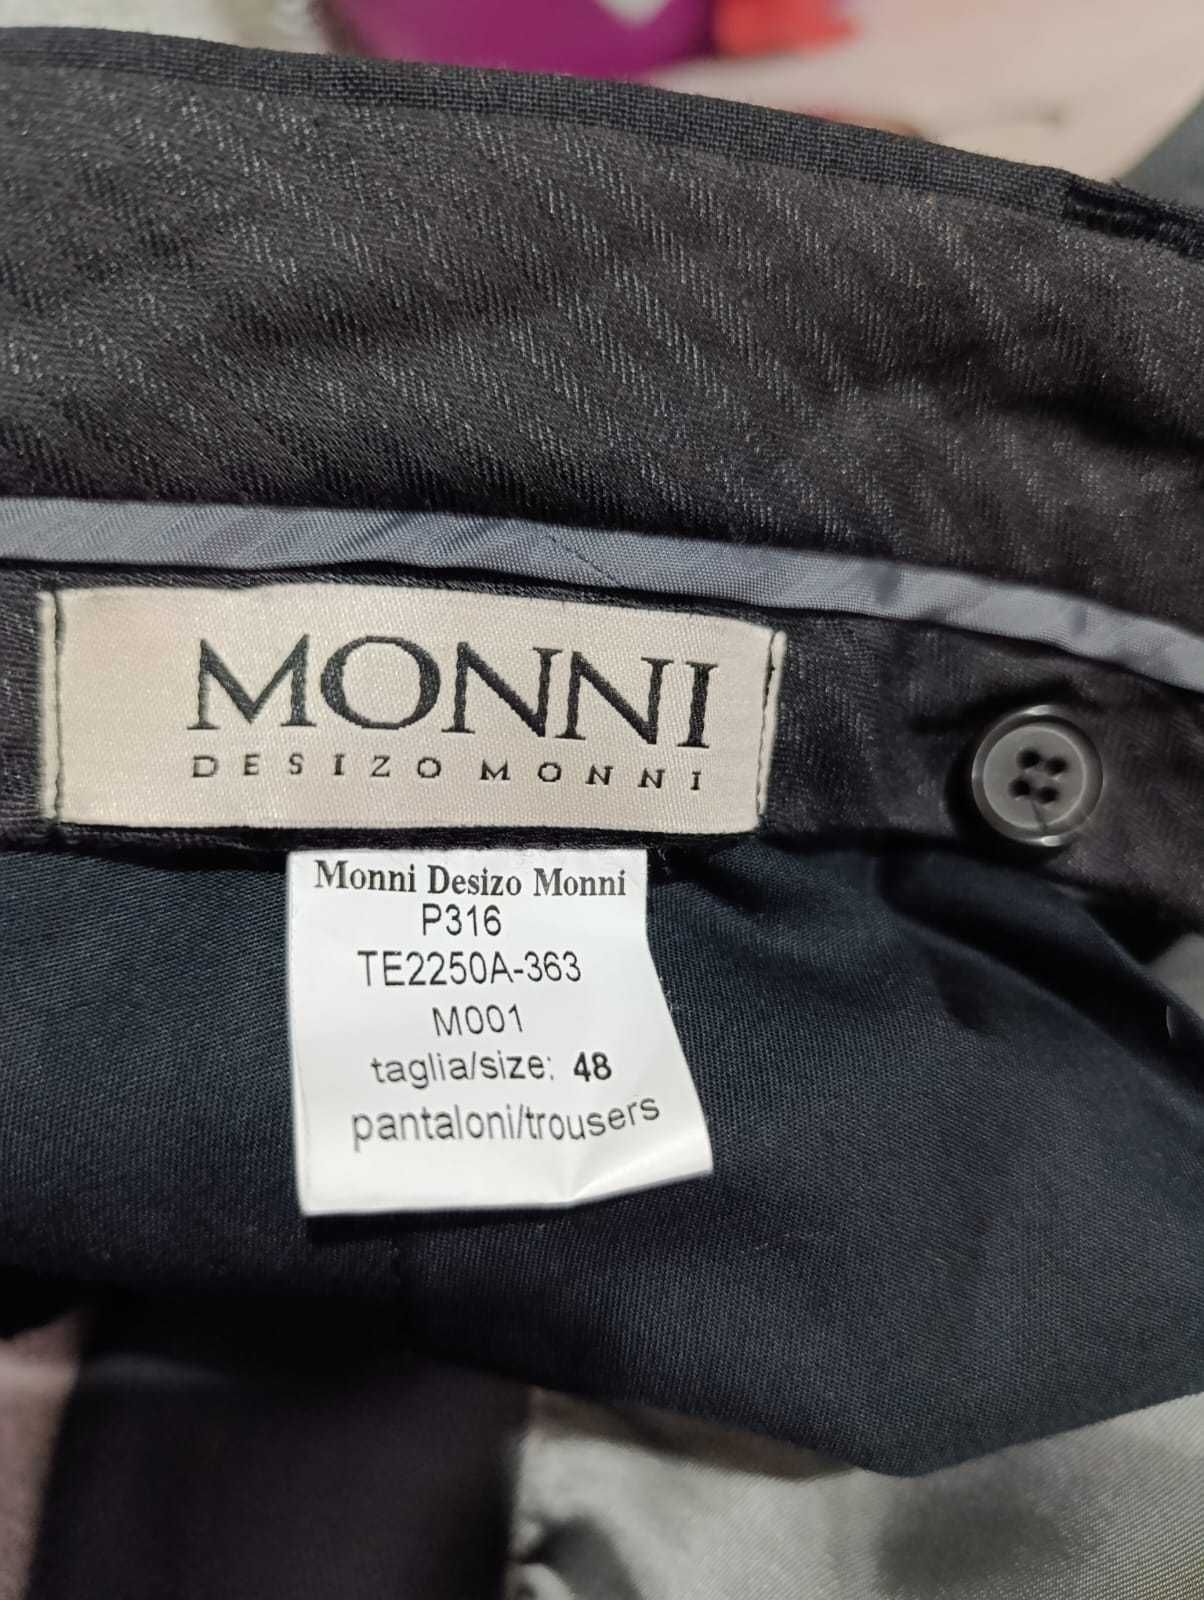 MONNI
DESIZO MONNI
Monni Desizo Monni
P316
TE2250A-363
M001
taglia/size: 48
pantaloni/trousers